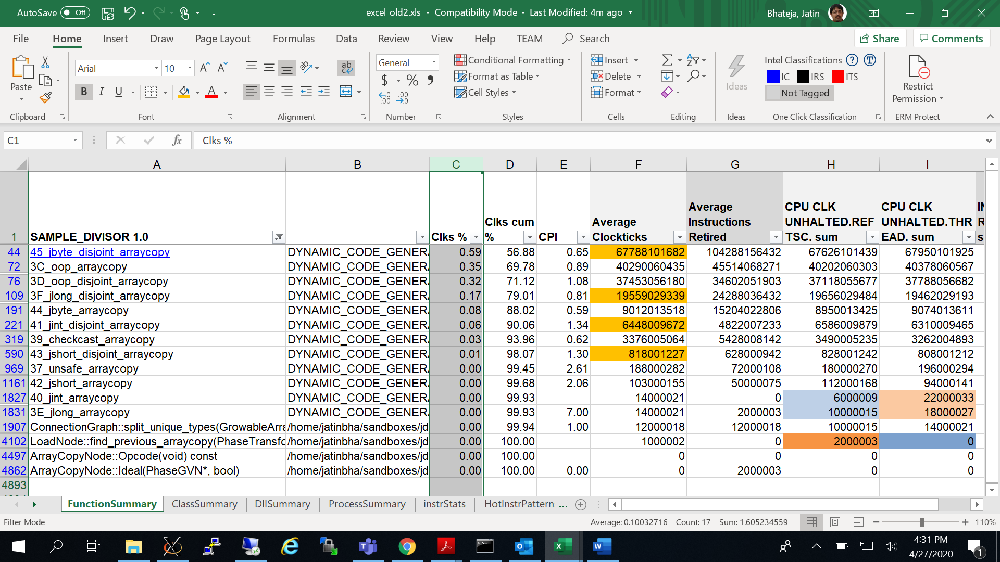 AutoSave Off excel_old2.xls - Compatibility Mode - Last Modified: 4m ago Bhateja, Jatin
File Home Insert Draw Page Layout Formulas Data Review View Help TEAM Search Share Comments
Paste
Clipboard
Arial 10
B I U
Font
ab
Alignment
General
$ % ,
Number
Conditional Formatting
Format as Table
Cell Styles
Styles
Insert
Delete
Format
Cells
Editing
Ideas
Ideas
Intel Classifications
IC IRS ITS
Not Tagged
One Click Classification
Restrict
Permission
ERM Protect
C1 fx Clks %
A B C D E F G H I
1 SAMPLE_DIVISOR 1.0 Clks % Clks cum % CPI Average Clockticks Average Instructions Retired CPU CLK UNHALTED.REF TSC. sum CPU CLK UNHALTED.THR EAD. sum
44 45_jbyte_disjoint_arraycopy DYNAMIC_CODE_GENER 0.59 56.88 0.65 67788101682 104288156432 67626101439 67950101925
72 3C_oop_arraycopy DYNAMIC_CODE_GENER 0.35 69.78 0.89 40290060435 45514068271 40202060303 40378060567
76 3D_oop_disjoint_arraycopy DYNAMIC_CODE_GENER 0.32 71.12 1.08 37453056180 34602051903 37118055677 37788056682
109 3F_jlong_disjoint_arraycopy DYNAMIC_CODE_GENER 0.17 79.01 0.81 19559029339 24288036432 19656029484 19462029193
191 44_jbyte_arraycopy DYNAMIC_CODE_GENER 0.08 88.02 0.59 9012013518 15204022806 8950013425 9074013611
221 41_jint_disjoint_arraycopy DYNAMIC_CODE_GENER 0.06 90.06 1.34 6448009672 4822007233 6586009879 6310009465
319 39_checkcast_arraycopy DYNAMIC_CODE_GENER 0.03 93.96 0.62 3376005064 5428008142 3490005235 3262004893
590 43_jshort_disjoint_arraycopy DYNAMIC_CODE_GENER 0.01 98.07 1.30 818001227 628000942 828001242 808001212
969 37_unsafe_arraycopy DYNAMIC_CODE_GENER 0.00 99.45 2.61 188000282 72000108 180000270 196000294
1161 42_jshort_arraycopy DYNAMIC_CODE_GENER 0.00 99.68 2.06 103000155 50000075 112000168 94000141
1827 40_jint_arraycopy DYNAMIC_CODE_GENER 0.00 99.93 14000021 0 6000009 22000033
1831 3E_jlong_arraycopy DYNAMIC_CODE_GENER 0.00 99.93 7.00 14000021 2000003 10000015 18000027
1907 ConnectionGraph::split_unique_types(GrowableArra /home/jatinbha/sandboxes/jd 0.00 99.94 1.00 12000018 12000018 10000015 14000021
4102 LoadNode::find_previous_arraycopy(PhaseTransfo /home/jatinbha/sandboxes/jd 0.00 100.00 1000002 0 2000003 0
4497 ArrayCopyNode::Opcode(void) const /home/jatinbha/sandboxes/jd 0.00 100.00 0 0 0 0
4862 ArrayCopyNode::Ideal(PhaseGVN*, bool) /home/jatinbha/sandboxes/jd 0.00 100.00 0.00 0 2000003 0 0
4893
FunctionSummary ClassSummary DllSummary ProcessSummary instrStats HotInstrPattern ...
Filter Mode Average: 0.10032716 Count: 17 Sum: 1.605234559 110%
4:31 PM
4/27/2020
1